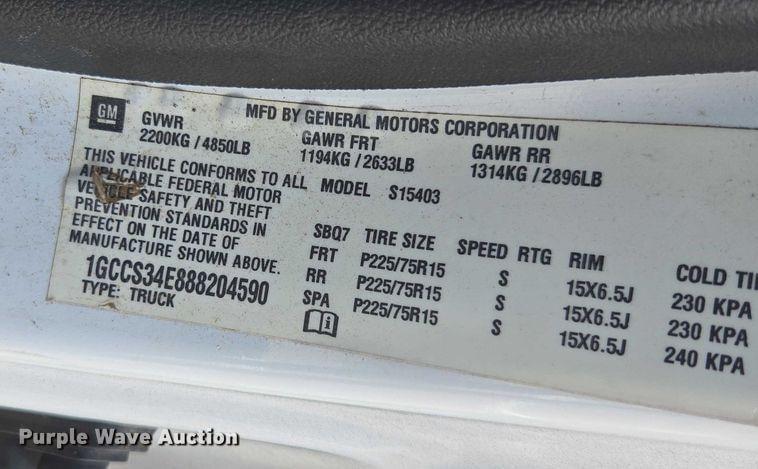 GM
MFD BY GENERAL MOTORS CORPORATION
GVWR GAWR FRT GAWR RR
2200KG / 4850LB 1194KG / 2633LB 1314KG / 2896LB
THIS VEHICLE CONFORMS TO ALL
APPLICABLE FEDERAL MOTOR
VEHICLE SAFETY AND THEFT
PREVENTION STANDARDS IN
EFFECT ON THE DATE OF
MANUFACTURE SHOWN ABOVE.
1GCCS34E888204590
TYPE: TRUCK
MODEL S15403
SBQ7 TIRE SIZE SPEED RTG RIM COLD
FRT P225/75R15 S 15X6.5J 230 KPA
RR P225/75R15 S 15X6.5J 230 KPA
SPA P225/75R15 S 15X6.5J 240 KPA
Purple Wave Auction